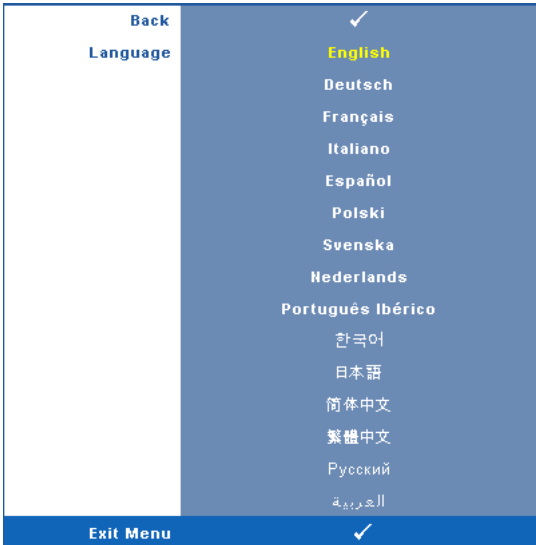 Back ✓
Language English
Deutsch
Français
Italiano
Español
Polski
Svenska
Nederlands
Português Ibérico
한국어
日本語
简体中文
繁體中文
Русский
العربية
Exit Menu ✓